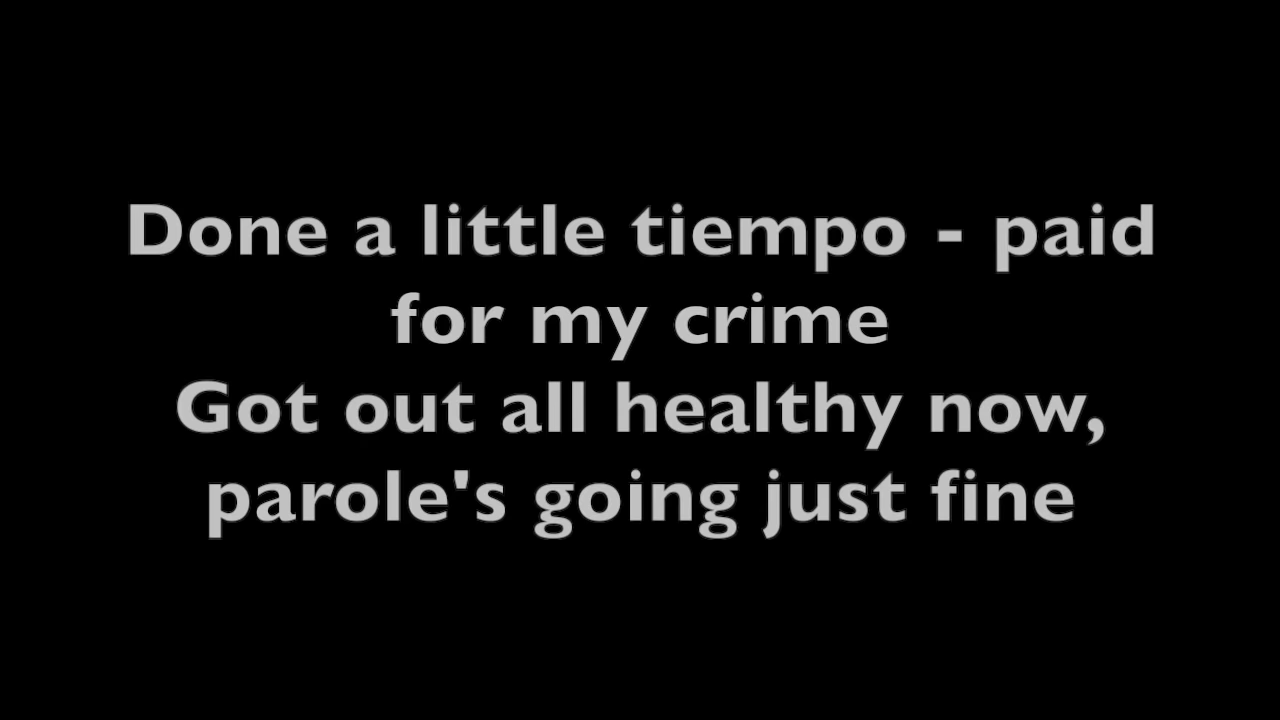 Done a little tiempo - paid
for my crime
Got out all healthy now,
parole's going just fine